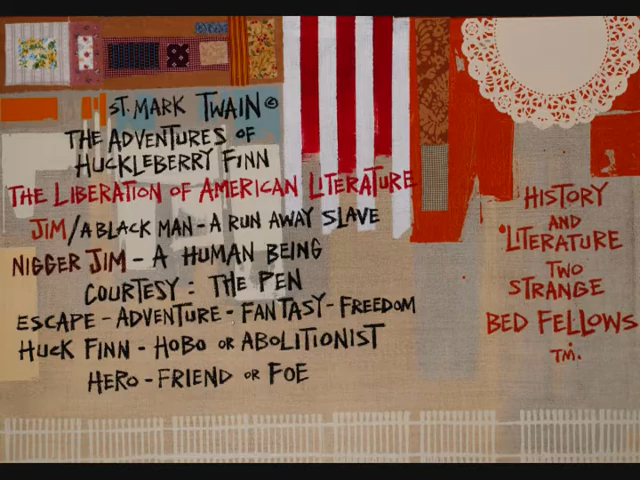 ST. MARK TWAIN©
THE ADVENTURES OF
HUCKLEBERRY FINN
THE LIBERATION OF AMERICAN LITERATURE
JIM/A BLACK MAN - A RUN AWAY SLAVE
NIGGER JIM - A HUMAN BEING
COURTESY: THE PEN
ESCAPE - ADVENTURE - FANTASY - FREEDOM
HUCK FINN - HOBO OR ABOLITIONIST
HERO - FRIEND OR FOE
HISTORY
AND
LITERATURE
TWO
STRANGE
BED FELLOWS
TM.